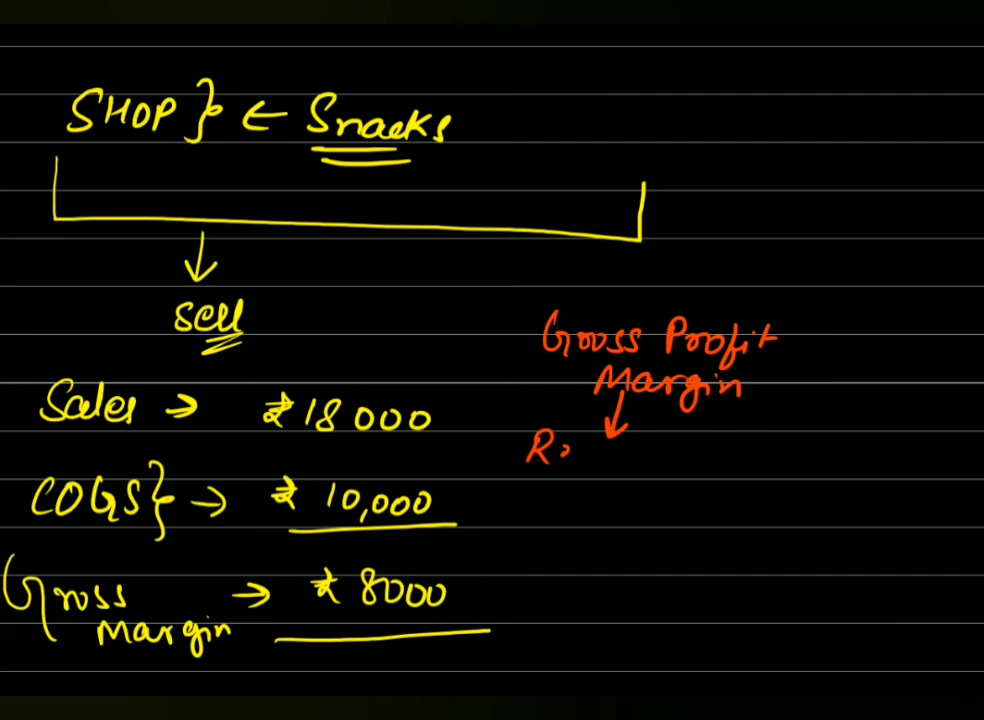 SHOP } ← Snacks
sell
Sales → ₹18000
COGS} → ₹ 10,000
Gross Margin → ₹ 8000
Gross Profit
Margin
R